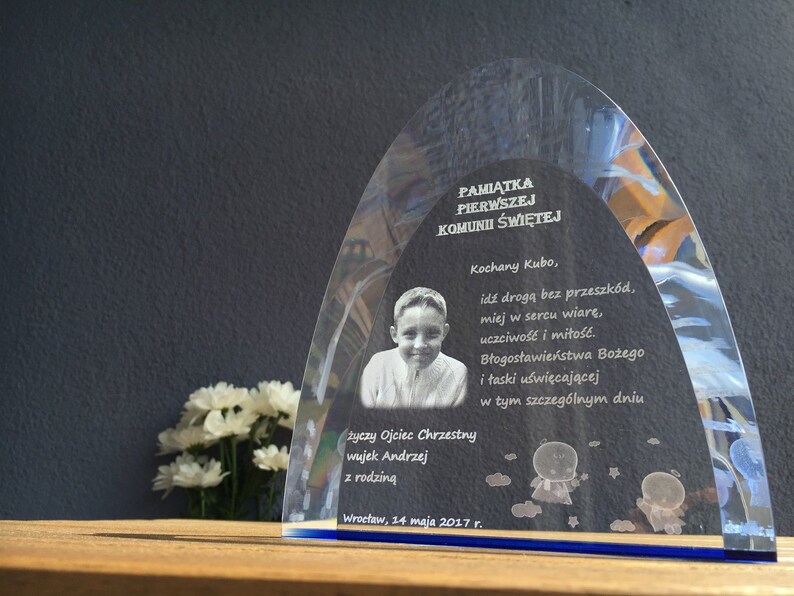 PAMIĄTKA
PIERWSZEJ
KOMUNII ŚWIĘTEJ
Kochany Kubo,
idź drogą bez przeszkód,
miej w sercu wiarę,
uczciwość i miłość.
Błogosławieństwa Bożego
i łaski uświęcającej
w tym szczególnym dniu
życzy Ojciec Chrzestny
wujek Andrzej
z rodziną
Wrocław, 14 maja 2017 r.